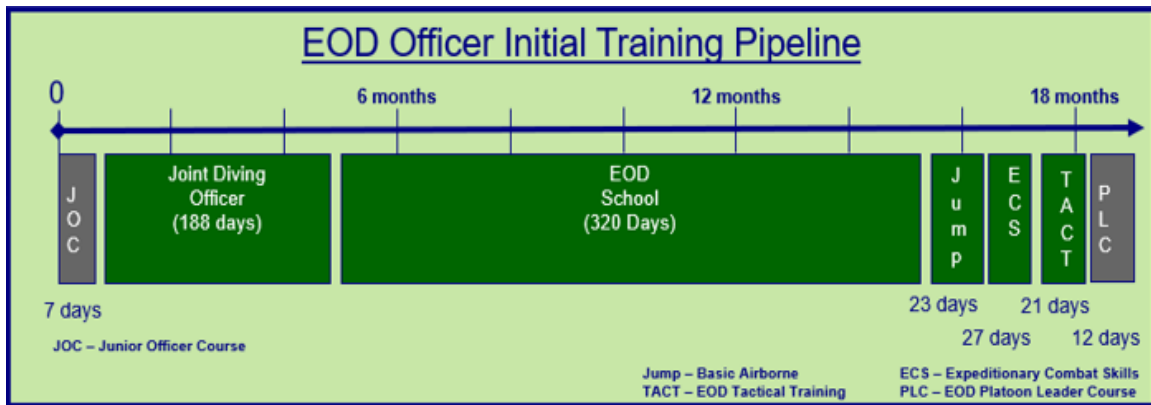 EOD Officer Initial Training Pipeline
0
6 months
12 months
18 months
J
O
C
Joint Diving
Officer
(188 days)
EOD
School
(320 Days)
J
u
m
p
E
C
S
T
A
C
T
P
L
C
7 days
23 days
27 days
21 days
12 days
JOC – Junior Officer Course
Jump – Basic Airborne
TACT – EOD Tactical Training
ECS – Expeditionary Combat Skills
PLC – EOD Platoon Leader Course